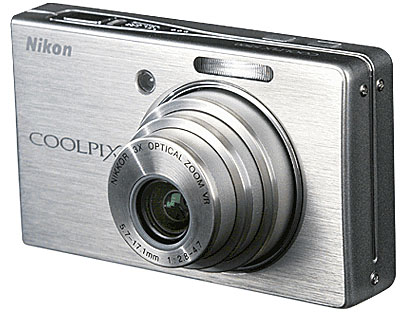 Nikon
COOLPIX
NIKKOR 3X OPTICAL ZOOM VR
5.7-17.1mm 1:2.8-4.7